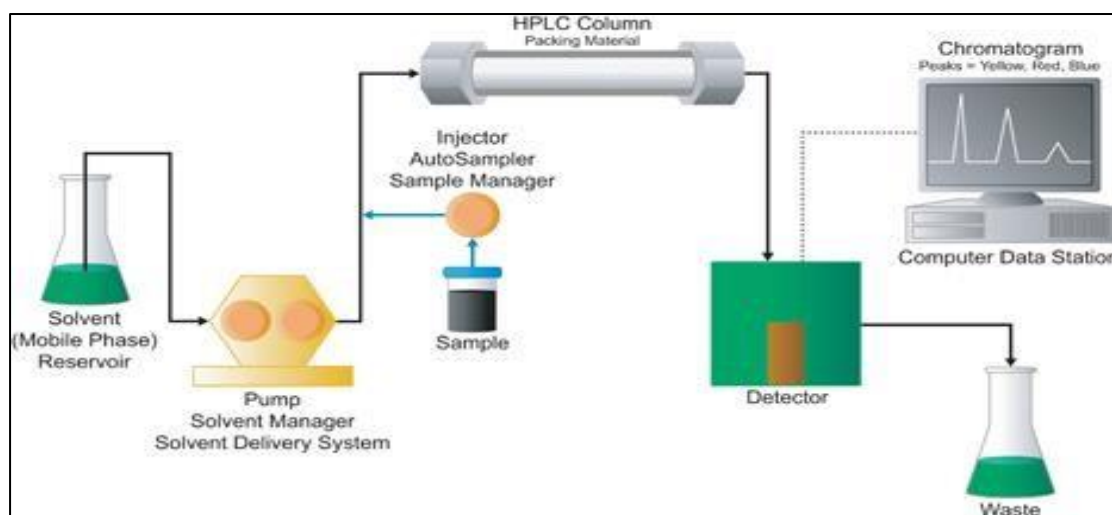 HPLC Column
Packing Material
Chromatogram
Peaks = Yellow, Red, Blue
Injector
AutoSampler
Sample Manager
Computer Data Station
Solvent
(Mobile Phase)
Reservoir
Sample
Pump
Solvent Manager
Solvent Delivery System
Detector
Waste